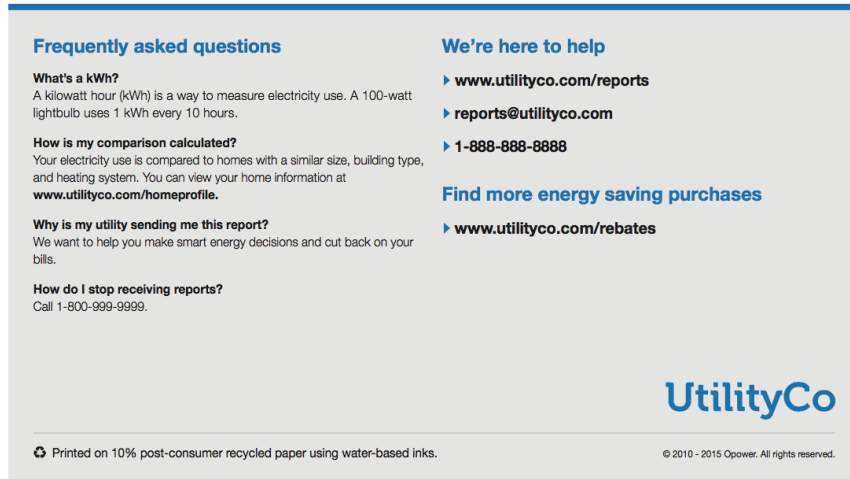 Frequently asked questions
What's a kWh?
A kilowatt hour (kWh) is a way to measure electricity use. A 100-watt
lightbulb uses 1 kWh every 10 hours.
How is my comparison calculated?
Your electricity use is compared to homes with a similar size, building type,
and heating system. You can view your home information at
www.utilityco.com/homeprofile.
Why is my utility sending me this report?
We want to help you make smart energy decisions and cut back on your
bills.
How do I stop receiving reports?
Call 1-800-999-9999.
We're here to help
www.utilityco.com/reports
reports@utilityco.com
1-888-888-8888
Find more energy saving purchases
www.utilityco.com/rebates
UtilityCo
Printed on 10% post-consumer recycled paper using water-based inks.
© 2010 - 2015 Opower. All rights reserved.